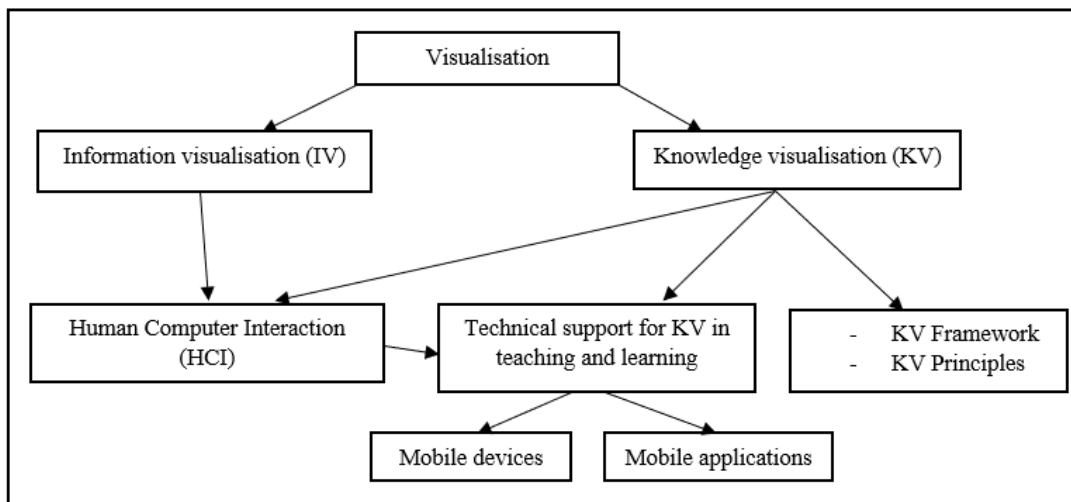 Visualisation
Information visualisation (IV)
Knowledge visualisation (KV)
Human Computer Interaction
(HCI)
Technical support for KV in
teaching and learning
- KV Framework
- KV Principles
Mobile devices
Mobile applications